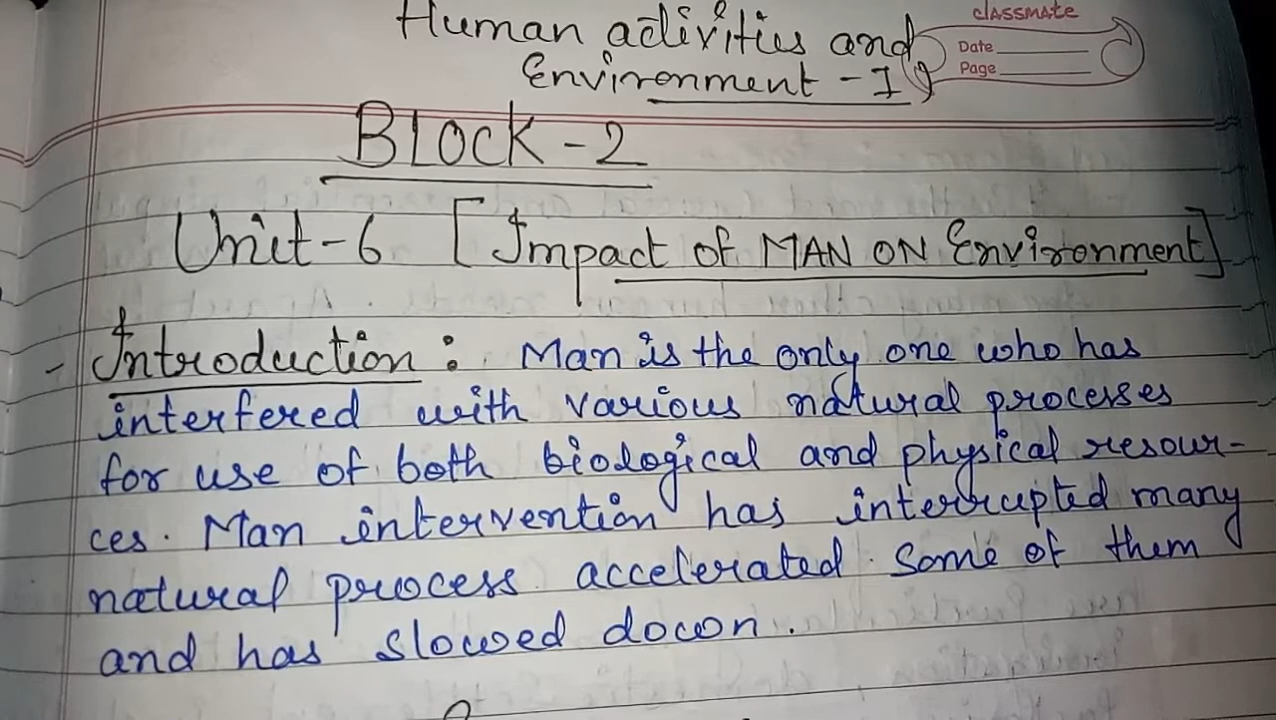 Human activities and
classmate
Date
Page
Environment - I
BLOCK - 2
Unit - 6 [Impact of MAN ON Environment]
- Introduction : Man is the only one who has
interfered with various natural processes
for use of both biological and physical resour-
ces. Man intervention has interrupted many
natural process accelerated some of them
and has slowed down.